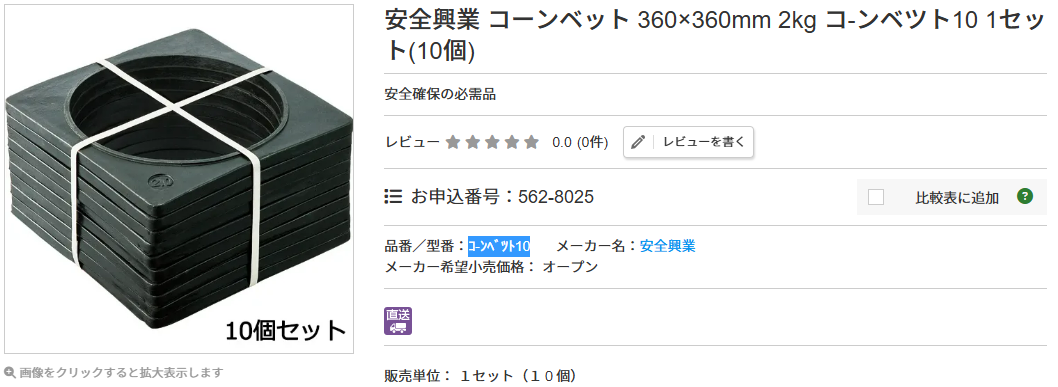 安全興業 コーンベット 360×360mm 2kg コ-ンベツト10 1セッ
ト(10個)
安全確保の必需品
レビュー 0.0 (0件) レビューを書く
お申込番号：562-8025 比較表に追加 ?
品番／型番：ｺ-ﾝﾍﾞﾂﾄ10 メーカー名：安全興業
メーカー希望小売価格： オープン
直送
販売単位： １セット（１０個）
20
10個セット
画像をクリックすると拡大表示します